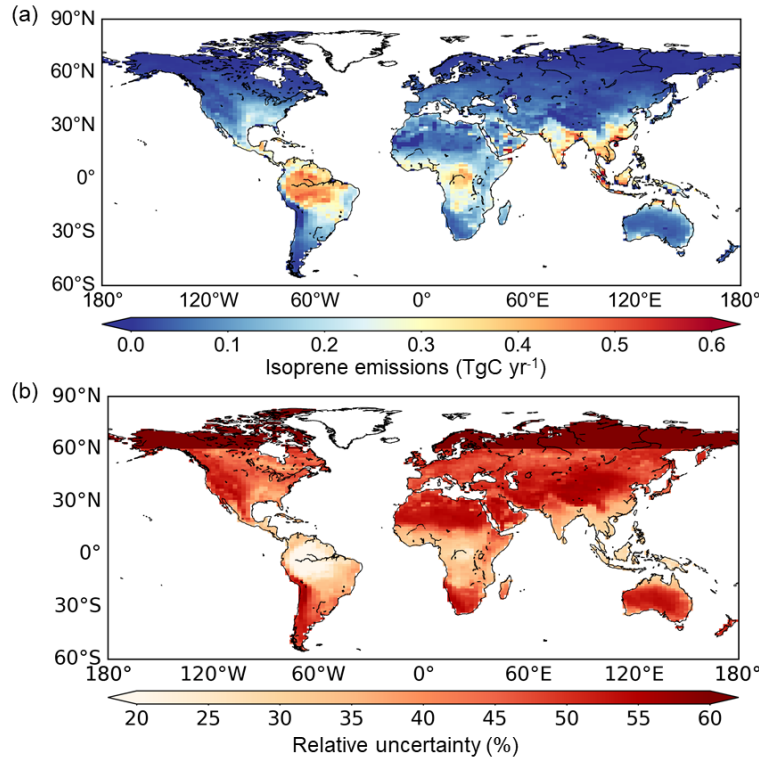 (a)
90°N
60°N
30°N
0°
30°S
60°S
180° 120°W 60°W 0° 60°E 120°E 180°
0.0 0.1 0.2 0.3 0.4 0.5 0.6
Isoprene emissions (TgC yr⁻¹)
(b)
90°N
60°N
30°N
0°
30°S
60°S
180° 120°W 60°W 0° 60°E 120°E 180°
20 25 30 35 40 45 50 55 60
Relative uncertainty (%)